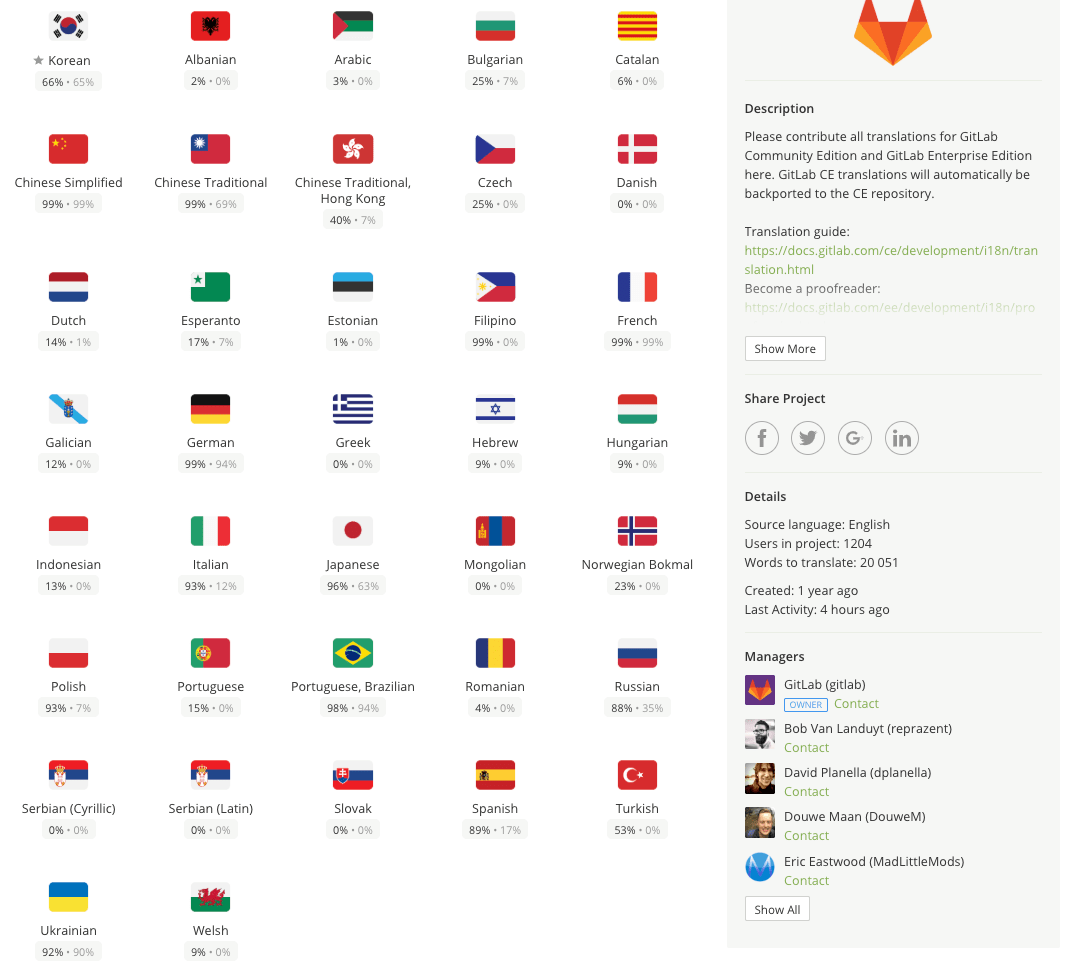 Korean
66% • 65%
Albanian
2% • 0%
Arabic
3% • 0%
Bulgarian
25% • 7%
Catalan
6% • 0%
Chinese Simplified
99% • 99%
Chinese Traditional
99% • 69%
Chinese Traditional,
Hong Kong
40% • 7%
Czech
25% • 0%
Danish
0% • 0%
Dutch
14% • 1%
Esperanto
17% • 7%
Estonian
1% • 0%
Filipino
99% • 0%
French
99% • 99%
Galician
12% • 0%
German
99% • 94%
Greek
0% • 0%
Hebrew
9% • 0%
Hungarian
9% • 0%
Indonesian
13% • 0%
Italian
93% • 12%
Japanese
96% • 63%
Mongolian
0% • 0%
Norwegian Bokmal
23% • 0%
Polish
93% • 7%
Portuguese
15% • 0%
Portuguese, Brazilian
98% • 94%
Romanian
4% • 0%
Russian
88% • 35%
Serbian (Cyrillic)
0% • 0%
Serbian (Latin)
0% • 0%
Slovak
0% • 0%
Spanish
89% • 17%
Turkish
53% • 0%
Ukrainian
92% • 90%
Welsh
9% • 0%
Description
Please contribute all translations for GitLab
Community Edition and GitLab Enterprise Edition
here. GitLab CE translations will automatically be
backported to the CE repository.
Translation guide:
https://docs.gitlab.com/ce/development/i18n/tran
slation.html
Become a proofreader:
https://docs.gitlab.com/ee/development/i18n/pro
Show More
Share Project
f
G+
in
Details
Source language: English
Users in project: 1204
Words to translate: 20 051
Created: 1 year ago
Last Activity: 4 hours ago
Managers
GitLab (gitlab)
OWNER Contact
Bob Van Landuyt (reprazent)
Contact
David Planella (dplanella)
Contact
Douwe Maan (DouweM)
Contact
Eric Eastwood (MadLittleMods)
Contact
Show All